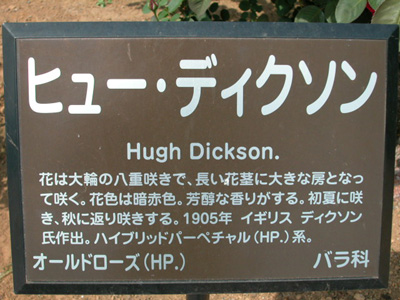 ヒュー・ディクソン
Hugh Dickson.
花は大輪の八重咲きで、長い花茎に大きな房となっ
て咲く。花色は暗赤色。芳醇な香りがする。初夏に咲
き、秋に返り咲きする。1905年 イギリス ディクソン
氏作出。ハイブリッドパーペチャル(HP.)系。
オールドローズ(HP.) バラ科